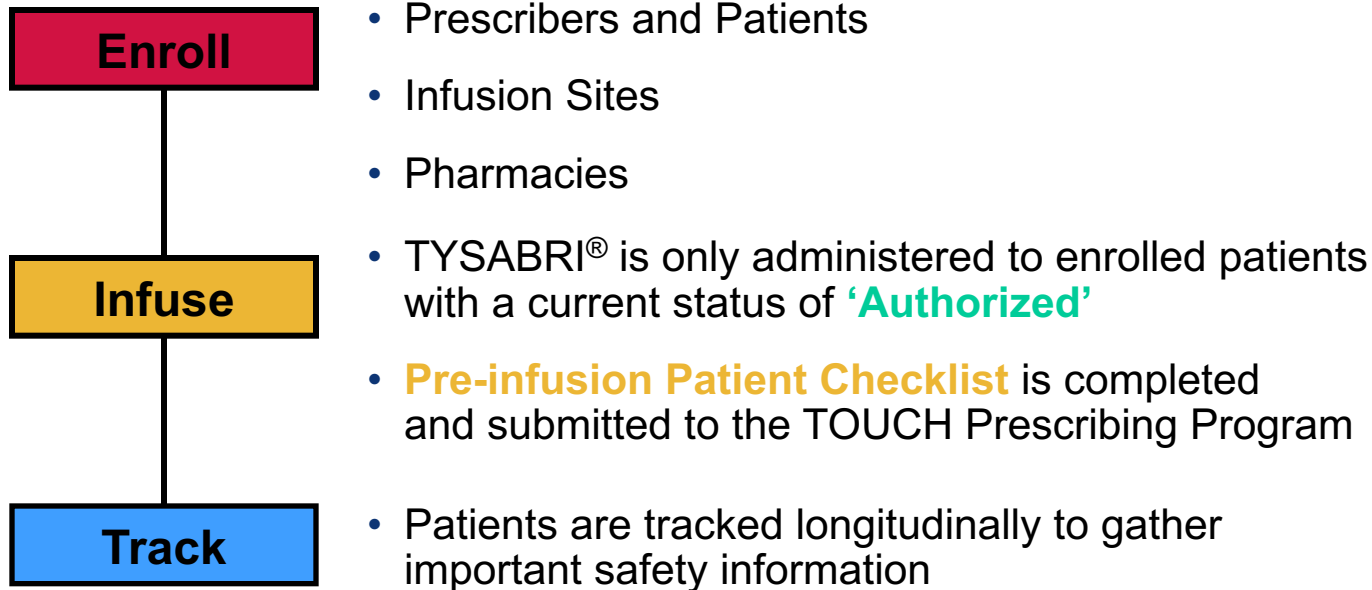 Enroll
• Prescribers and Patients
• Infusion Sites
• Pharmacies
Infuse
• TYSABRI® is only administered to enrolled patients
with a current status of ‘Authorized’
• Pre-infusion Patient Checklist is completed
and submitted to the TOUCH Prescribing Program
Track
• Patients are tracked longitudinally to gather
important safety information